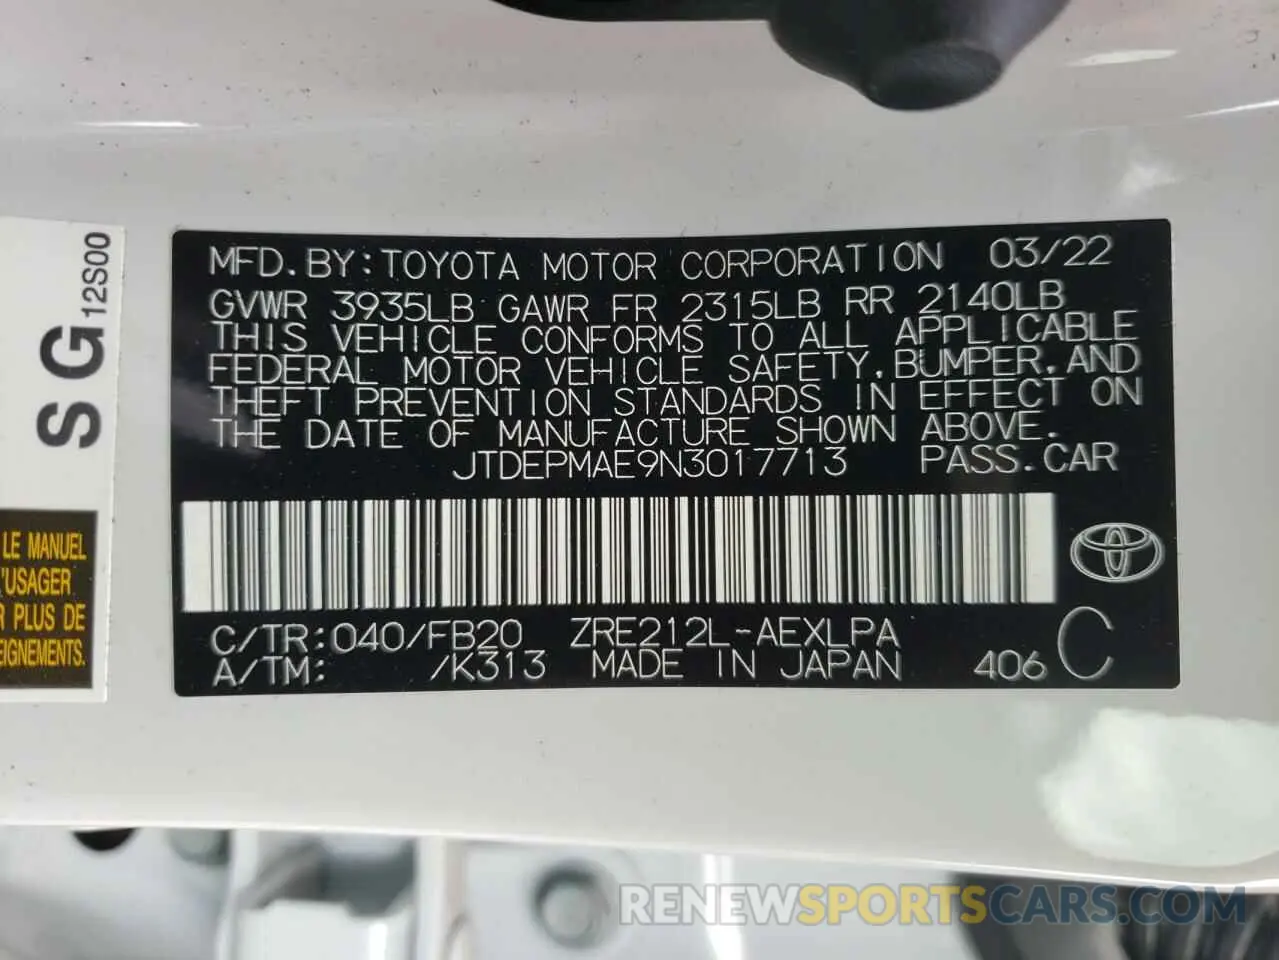 MFD.BY:TOYOTA MOTOR CORPORATION 03/22
GVWR 3935LB GAWR FR 2315LB RR 2140LB
THIS VEHICLE CONFORMS TO ALL APPLICABLE
FEDERAL MOTOR VEHICLE SAFETY,BUMPER,AND
THEFT PREVENTION STANDARDS IN EFFECT ON
THE DATE OF MANUFACTURE SHOWN ABOVE.
JTDEPMAE9N3017713 PASS.CAR
C/TR:040/FB20 ZRE212L-AEXLPA
A/TM: /K313 MADE IN JAPAN 406 C
S G 12S00
LE MANUEL
'USAGER
R PLUS DE
EIGNEMENTS.
RENEWSPORTSCARS.COM